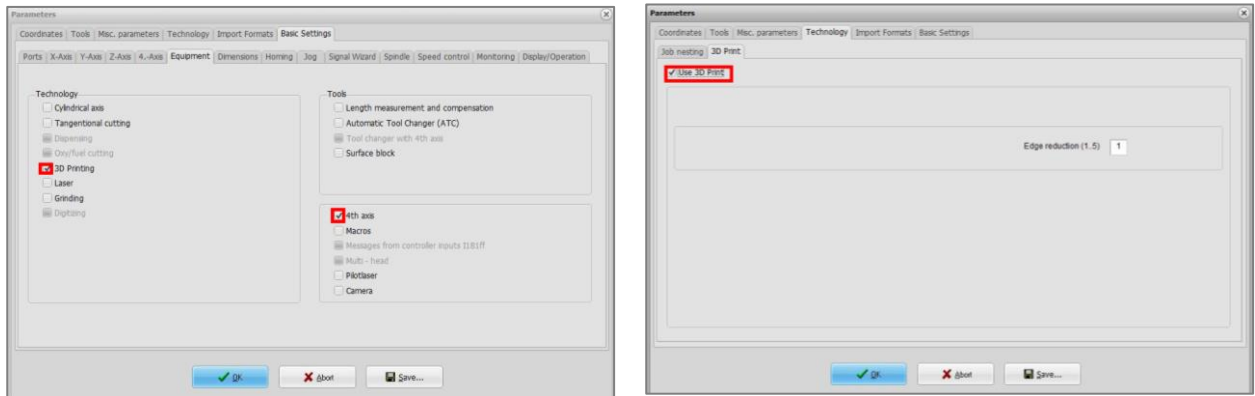 Parameters
Coordinates Tools Misc. parameters Technology Import Formats Basic Settings
Ports X-Axis Y-Axis Z-Axis 4.-Axis Equipment Dimensions Homing Jog Signal Wizard Spindle Speed control Monitoring Display/Operation
Technology
Cylindrical axis
Tangentional cutting
Dispensing
Oxy/fuel cutting
3D Printing
Laser
Grinding
Digitizing
Tools
Length measurement and compensation
Automatic Tool Changer (ATC)
Tool changer with 4th axis
Surface block
4th axis
Macros
Messages from controller inputs I181ff
Multi - head
Pilotlaser
Camera
OK Abort Save...
Parameters
Coordinates Tools Misc. parameters Technology Import Formats Basic Settings
Job nesting 3D Print
Use 3D Print
Edge reduction (1..5) 1
OK Abort Save...